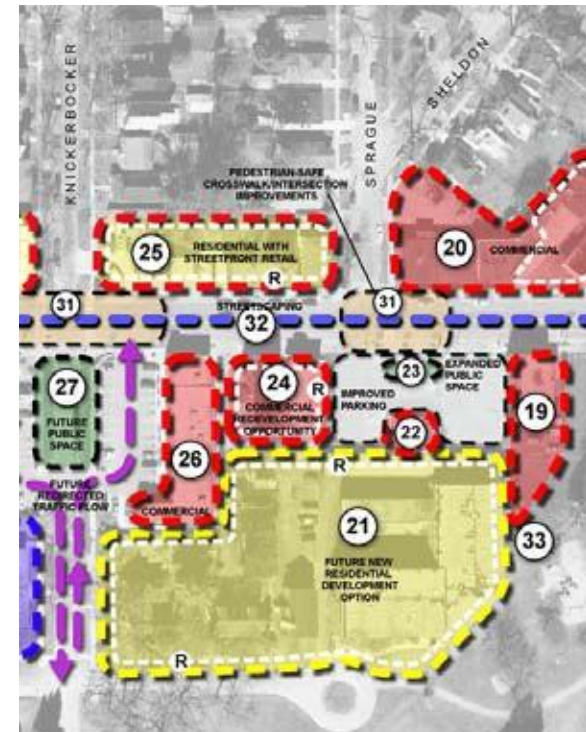 KNICKERBOCKER
SPRAGUE
SHELDON
PEDESTRIAN-SAFE
CROSSWALK/INTERSECTION
IMPROVEMENTS
25
RESIDENTIAL WITH
STREETFRONT RETAIL
R
20
COMMERCIAL
31
STREETSCAPING
32
31
27
FUTURE
PUBLIC
SPACE
24
R
COMMERCIAL
REDEVELOPMENT
OPPORTUNITY
23
EXPANDED
PUBLIC
SPACE
IMPROVED
PARKING
22
19
26
COMMERCIAL
FUTURE
REDIRECTED
TRAFFIC FLOW
R
21
FUTURE NEW
RESIDENTIAL
DEVELOPMENT
OPTION
33
R